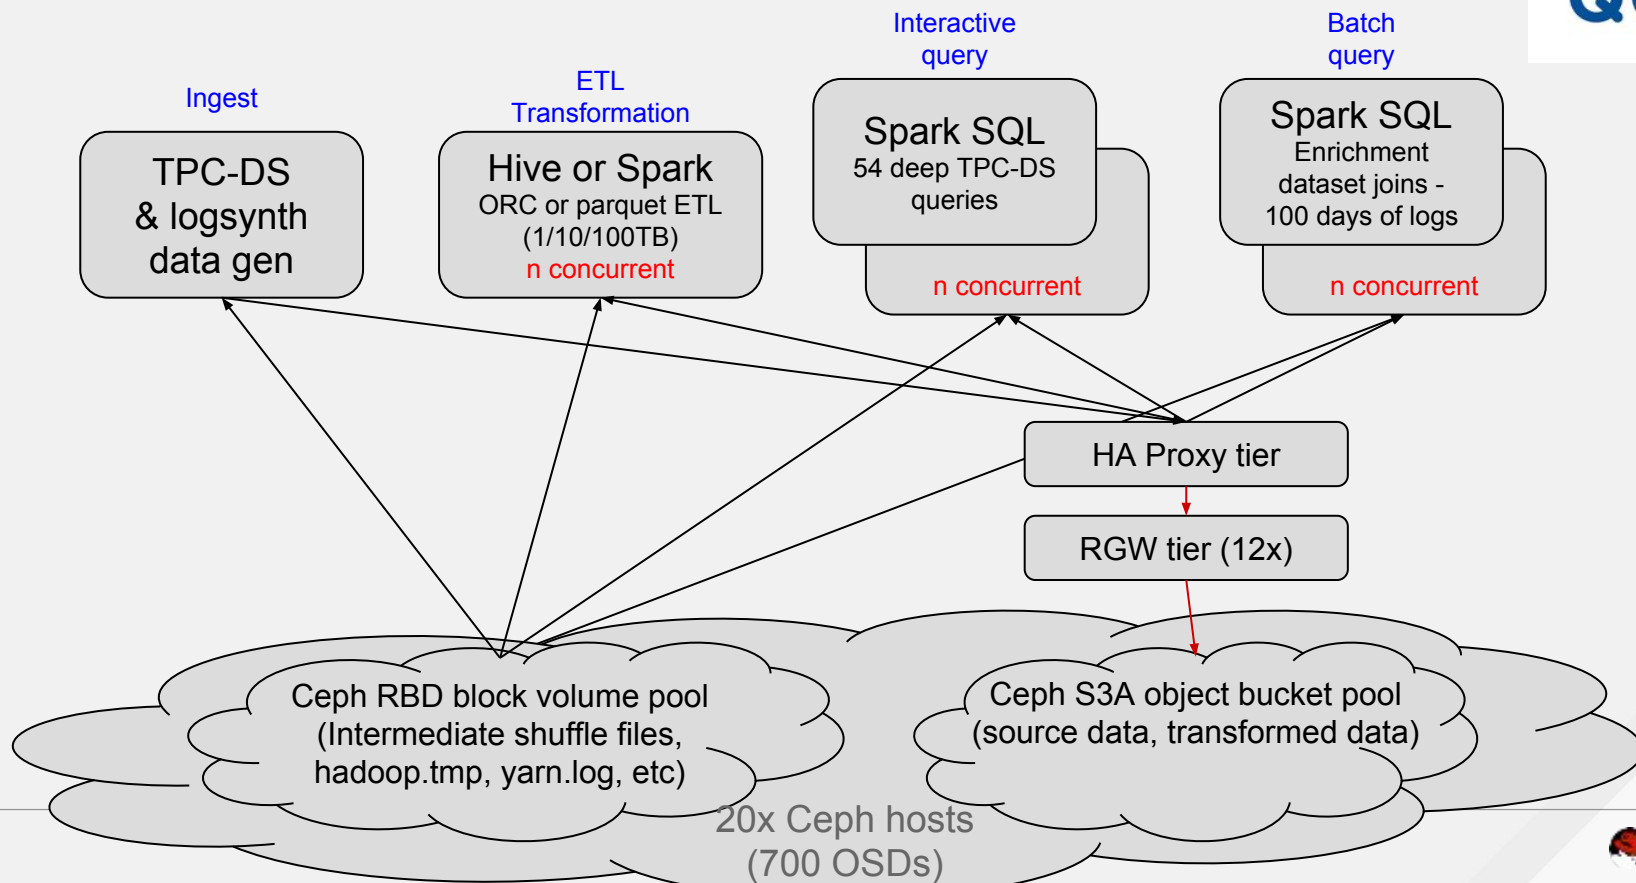 Ingest
TPC-DS
& logsynth
data gen
ETL
Transformation
Hive or Spark
ORC or parquet ETL
(1/10/100TB)
n concurrent
Interactive
query
Spark SQL
54 deep TPC-DS
queries
n concurrent
Batch
query
Spark SQL
Enrichment
dataset joins -
100 days of logs
n concurrent
HA Proxy tier
RGW tier (12x)
Ceph RBD block volume pool
(Intermediate shuffle files,
hadoop.tmp, yarn.log, etc)
Ceph S3A object bucket pool
(source data, transformed data)
20x Ceph hosts
(700 OSDs)